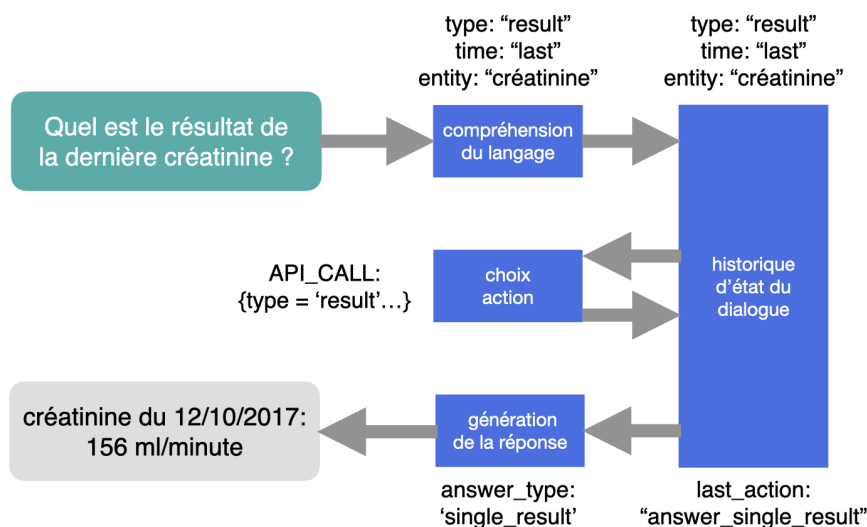 type: “result”
time: “last”
entity: “créatinine”
type: “result”
time: “last”
entity: “créatinine”
Quel est le résultat de
la dernière créatinine ?
compréhension
du langage
API_CALL:
{type = ‘result’…}
choix
action
historique
d’état du
dialogue
créatinine du 12/10/2017:
156 ml/minute
génération
de la réponse
answer_type:
‘single_result’
last_action:
“answer_single_result”